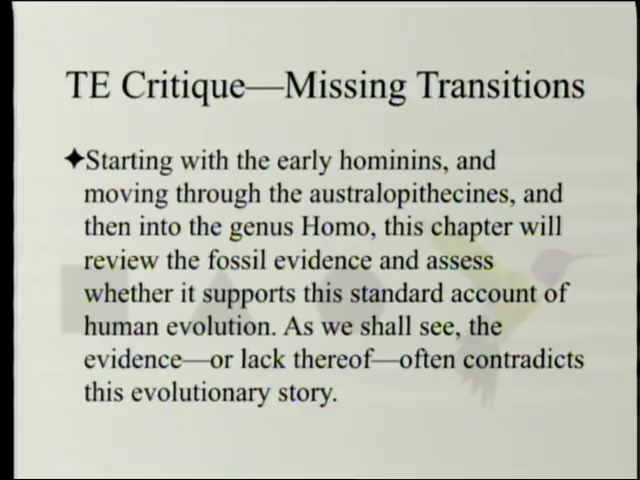 TE Critique—Missing Transitions
✦Starting with the early hominins, and
moving through the australopithecines, and
then into the genus Homo, this chapter will
review the fossil evidence and assess
whether it supports this standard account of
human evolution. As we shall see, the
evidence—or lack thereof—often contradicts
this evolutionary story.